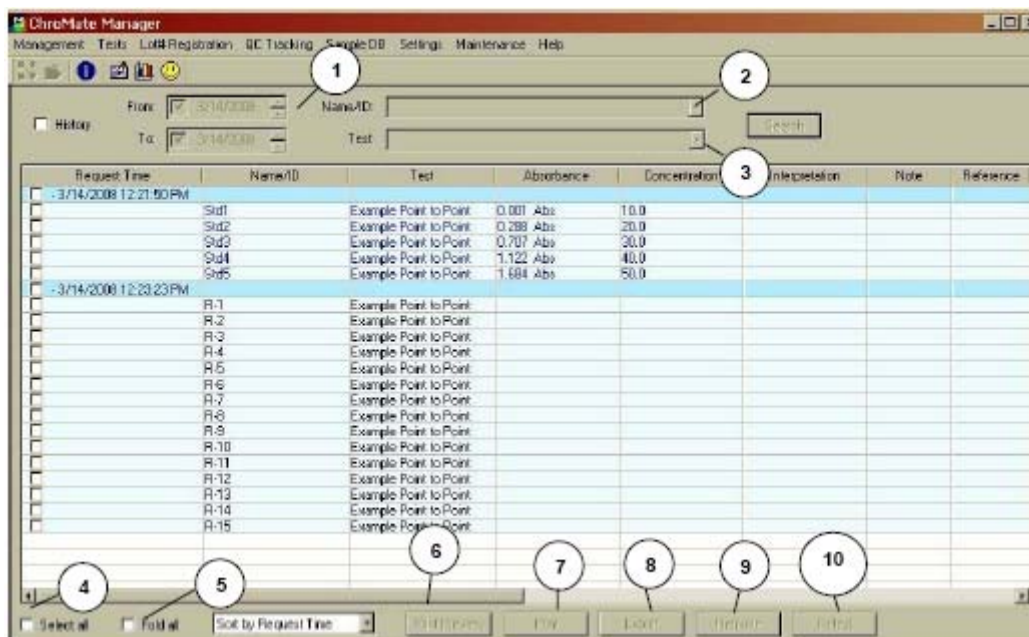 ChroMate Manager
Management Tests Lot# Registration QC Tracking Sample DB Settings Maintenance Help
1
From: 3/14/2008 Name/ID: 2
History Search
To: 3/14/2008 Test: 3
Request Time Name/ID Test Absorbance Concentration Interpretation Note Reference
- 3/14/2008 12:21:50 PM
Std1 Example Point to Point 0.001 Abs 10.0
Std2 Example Point to Point 0.288 Abs 20.0
Std3 Example Point to Point 0.707 Abs 30.0
Std4 Example Point to Point 1.122 Abs 40.0
Std5 Example Point to Point 1.684 Abs 50.0
- 3/14/2008 12:23:23 PM
R-1 Example Point to Point
R-2 Example Point to Point
R-3 Example Point to Point
R-4 Example Point to Point
R-5 Example Point to Point
R-6 Example Point to Point
R-7 Example Point to Point
R-8 Example Point to Point
R-9 Example Point to Point
R-10 Example Point to Point
R-11 Example Point to Point
R-12 Example Point to Point
R-13 Example Point to Point
R-14 Example Point to Point
R-15 Example Point to Point
4 5 6 7 8 9 10
Select all Fold all Sort by Request Time Print Export